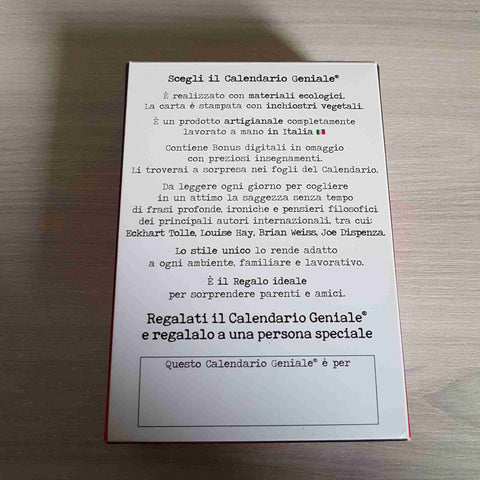 Scegli il Calendario Geniale®
È realizzato con materiali ecologici.
La carta è stampata con inchiostri vegetali.
È un prodotto artigianale completamente
lavorato a mano in Italia
Contiene Bonus digitali in omaggio
con preziosi insegnamenti.
Li troverai a sorpresa nei fogli del Calendario.
Da leggere ogni giorno per cogliere
in un attimo la saggezza senza tempo
di frasi profonde, ironiche e pensieri filosofici
dei principali autori internazionali, tra cui:
Eckhart Tolle, Louise Hay, Brian Weiss, Joe Dispenza.
Lo stile unico lo rende adatto
a ogni ambiente, familiare e lavorativo.
È il Regalo ideale
per sorprendere parenti e amici.
Regalati il Calendario Geniale®
e regalalo a una persona speciale
Questo Calendario Geniale® è per